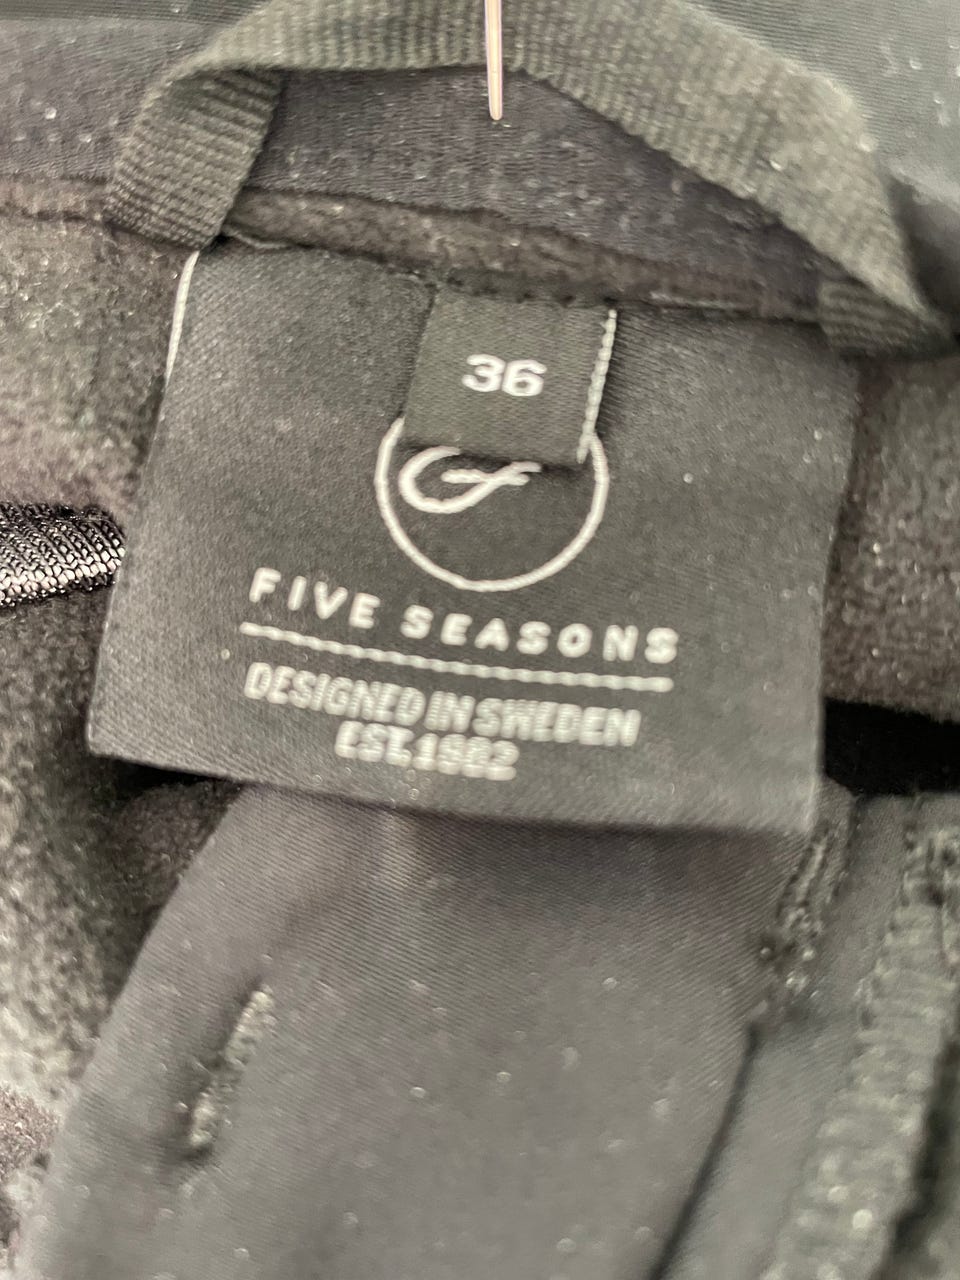 36
FIVE SEASONS
DESIGNED IN SWEDEN
EST. 1982